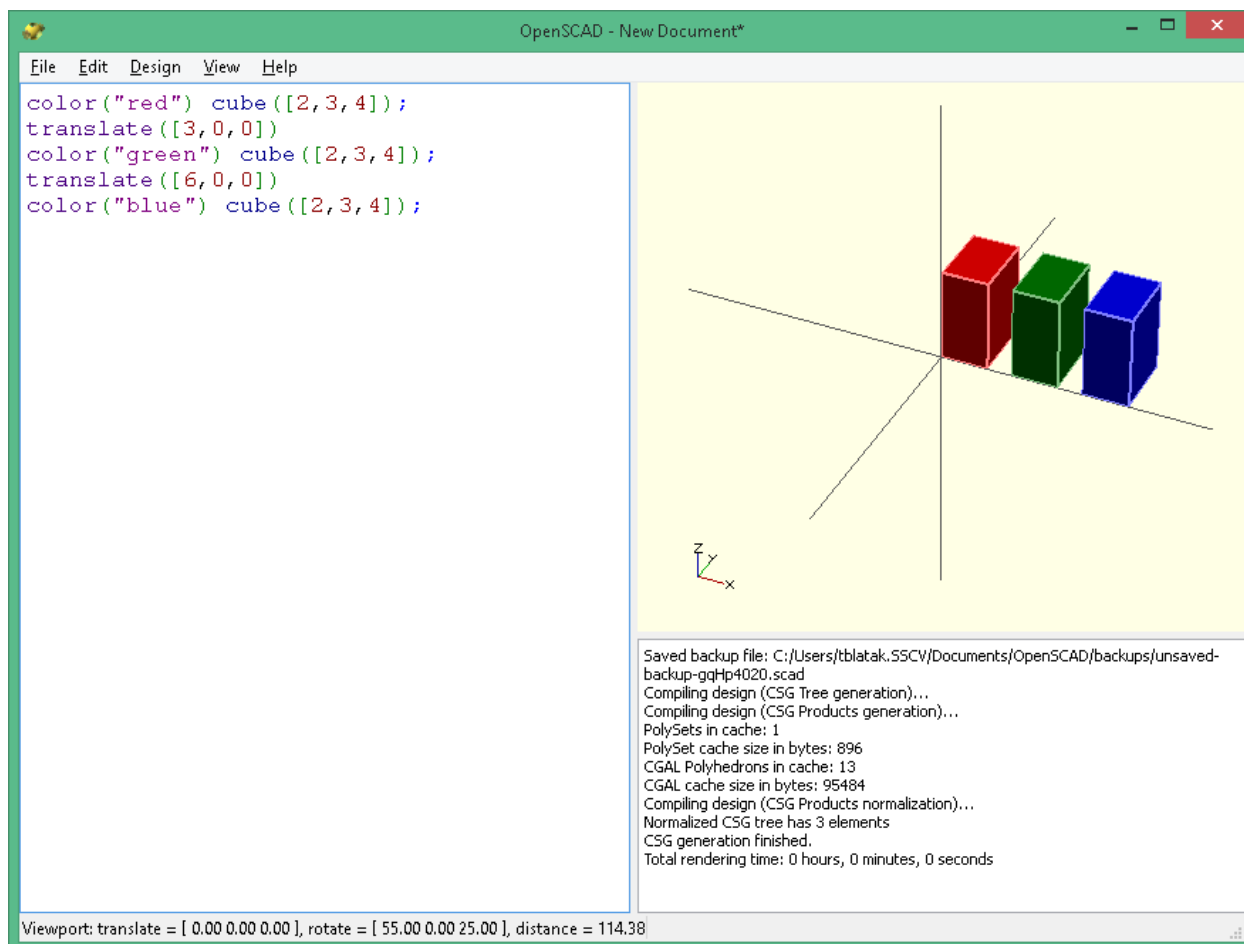 OpenSCAD - New Document*
File Edit Design View Help
color("red") cube([2,3,4]);
translate([3,0,0])
color("green") cube([2,3,4]);
translate([6,0,0])
color("blue") cube([2,3,4]);
Z
Y
X
Saved backup file: C:/Users/tblatak.SSCV/Documents/OpenSCAD/backups/unsaved-
backup-gqHp4020.scad
Compiling design (CSG Tree generation)...
Compiling design (CSG Products generation)...
PolySets in cache: 1
PolySet cache size in bytes: 896
CGAL Polyhedrons in cache: 13
CGAL cache size in bytes: 95484
Compiling design (CSG Products normalization)...
Normalized CSG tree has 3 elements
CSG generation finished.
Total rendering time: 0 hours, 0 minutes, 0 seconds
Viewport: translate = [ 0.00 0.00 0.00 ], rotate = [ 55.00 0.00 25.00 ], distance = 114.38